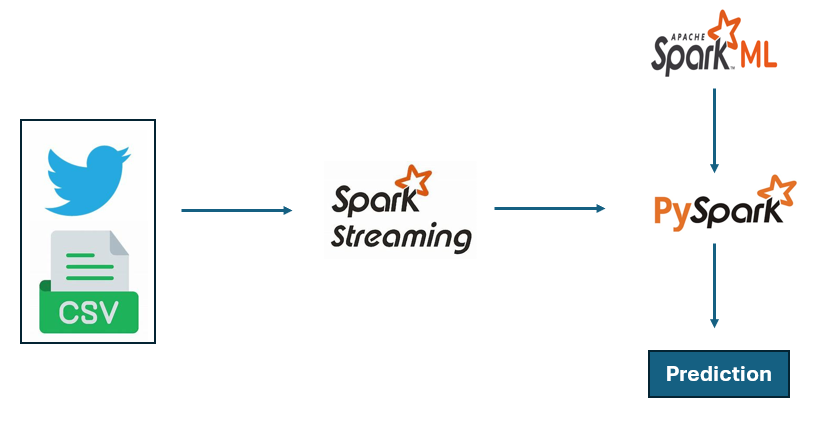 APACHE
Spark ML
CSV
Spark
Streaming
PySpark
Prediction